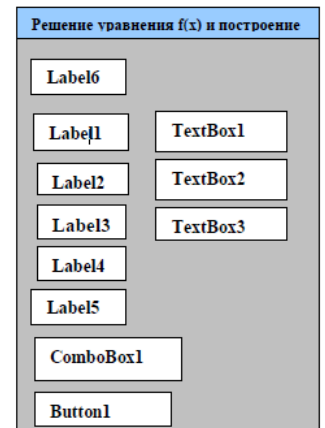 Решение уравнения f(x) и построение
Label6
Label1
TextBox1
Label2
TextBox2
Label3
TextBox3
Label4
Label5
ComboBox1
Button1